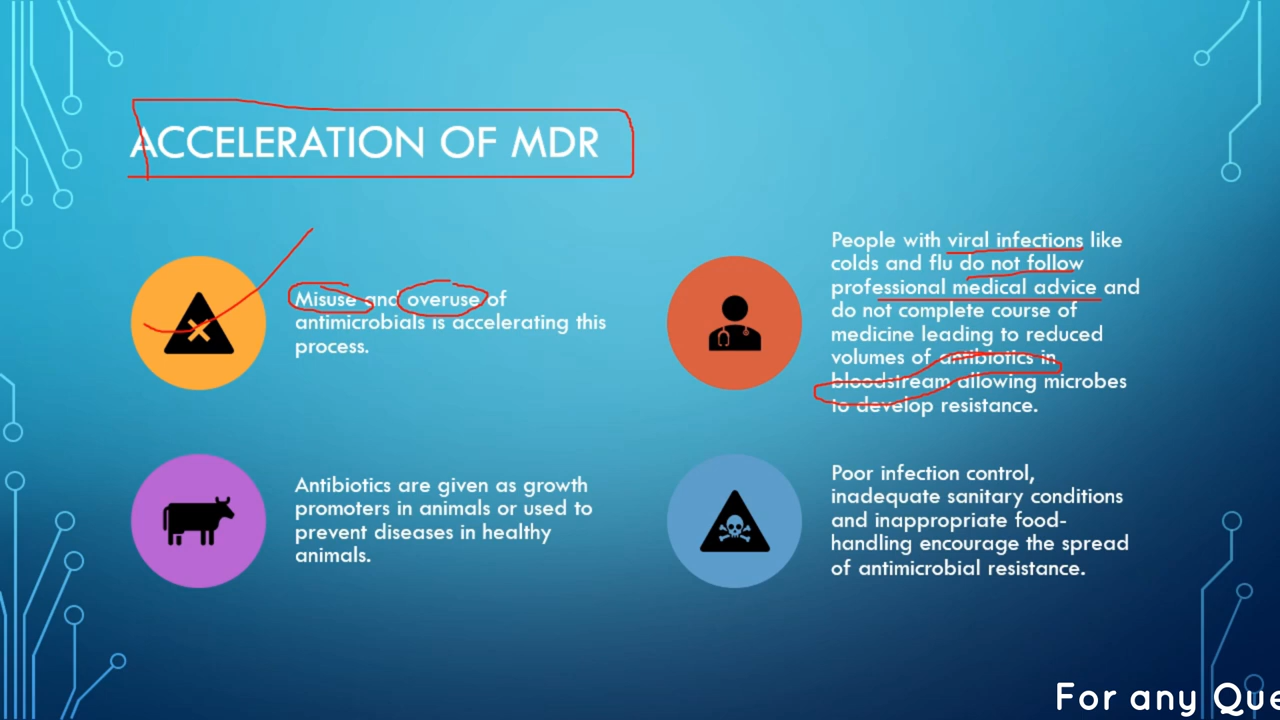 ACCELERATION OF MDR
Misuse and overuse of
antimicrobials is accelerating this
process.
People with viral infections like
colds and flu do not follow
professional medical advice and
do not complete course of
medicine leading to reduced
volumes of antibiotics in
bloodstream allowing microbes
to develop resistance.
Antibiotics are given as growth
promoters in animals or used to
prevent diseases in healthy
animals.
Poor infection control,
inadequate sanitary conditions
and inappropriate food-
handling encourage the spread
of antimicrobial resistance.
For any Que